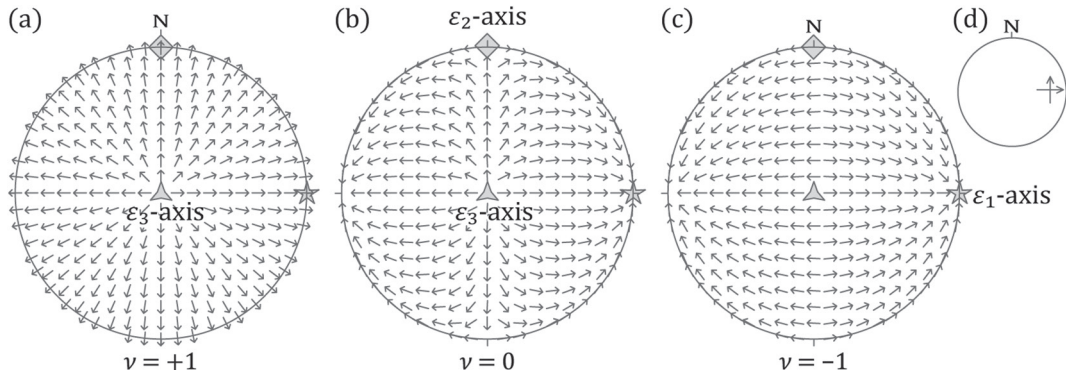 (a)
N
ε₃-axis
ν = +1
(b)
ε₂-axis
ε₃-axis
ν = 0
(c)
N
ε₁-axis
ν = –1
(d)
N